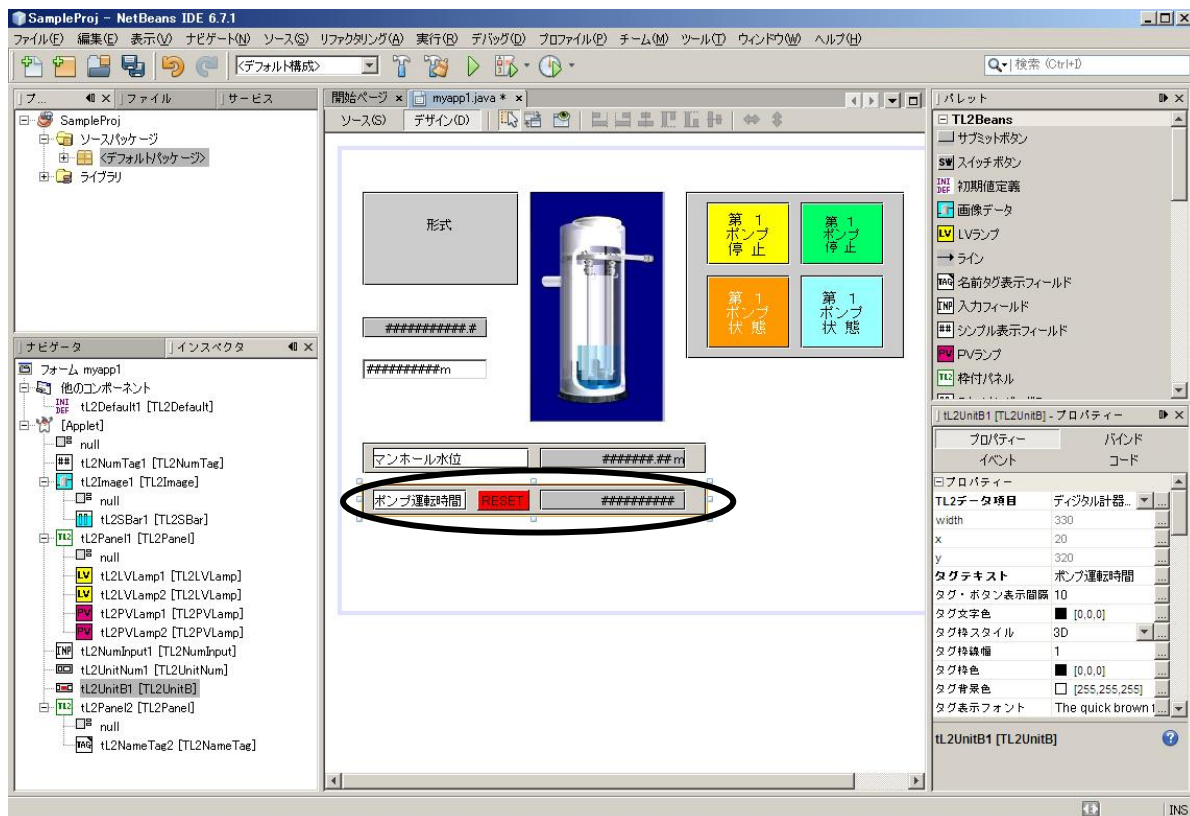 SampleProj - NetBeans IDE 6.7.1
ファイル(F) 編集(E) 表示(V) ナビゲート(N) ソース(S) リファクタリング(A) 実行(R) デバッグ(D) プロファイル(P) チーム(M) ツール(T) ウィンドウ(W) ヘルプ(H)
<デフォルト構成>
検索 (Ctrl+I)
プ...
ファイル
サービス
SampleProj
ソースパッケージ
<デフォルトパッケージ>
ライブラリ
ナビゲータ
インスペクタ
フォーム myapp1
他のコンポーネント
INI DEF tL2Default1 [TL2Default]
[Applet]
null
## tL2NumTag1 [TL2NumTag]
tL2Image1 [TL2Image]
null
tL2SBar1 [TL2SBar]
TL2 tL2Panel1 [TL2Panel]
null
LV tL2LVLamp1 [TL2LVLamp]
LV tL2LVLamp2 [TL2LVLamp]
PV tL2PVLamp1 [TL2PVLamp]
PV tL2PVLamp2 [TL2PVLamp]
INP tL2NumInput1 [TL2NumInput]
tL2UnitNum1 [TL2UnitNum]
tL2UnitB1 [TL2UnitB]
TL2 tL2Panel2 [TL2Panel]
null
TAG tL2NameTag2 [TL2NameTag]
開始ページ
myapp1.java *
ソース(S)
デザイン(D)
形式
###########.#
##########m
第 1
ポンプ
停 止
第 1
ポンプ
停 止
第 1
ポンプ
状 態
第 1
ポンプ
状 態
マンホール水位
#######.## m
ポンプ運転時間
RESET
##########
パレット
TL2Beans
サブミットボタン
SW スイッチボタン
INI DEF 初期値定義
画像データ
LV LVランプ
ライン
TAG 名前タグ表示フィールド
INP 入力フィールド
## シンプル表示フィールド
PV PVランプ
TL2 枠付パネル
tL2UnitB1 [TL2UnitB] - プロパティー
プロパティー
バインド
イベント
コード
プロパティー
TL2データ項目 ディジタル計器... ...
width 330 ...
x 20 ...
y 320 ...
タグテキスト ポンプ運転時間 ...
タグ・ボタン表示間隔 10 ...
タグ文字色 [0,0,0] ...
タグ枠スタイル 3D ...
タグ枠線幅 1 ...
タグ枠色 [0,0,0] ...
タグ背景色 [255,255,255] ...
タグ表示フォント The quick brown ...
tL2UnitB1 [TL2UnitB]
INS